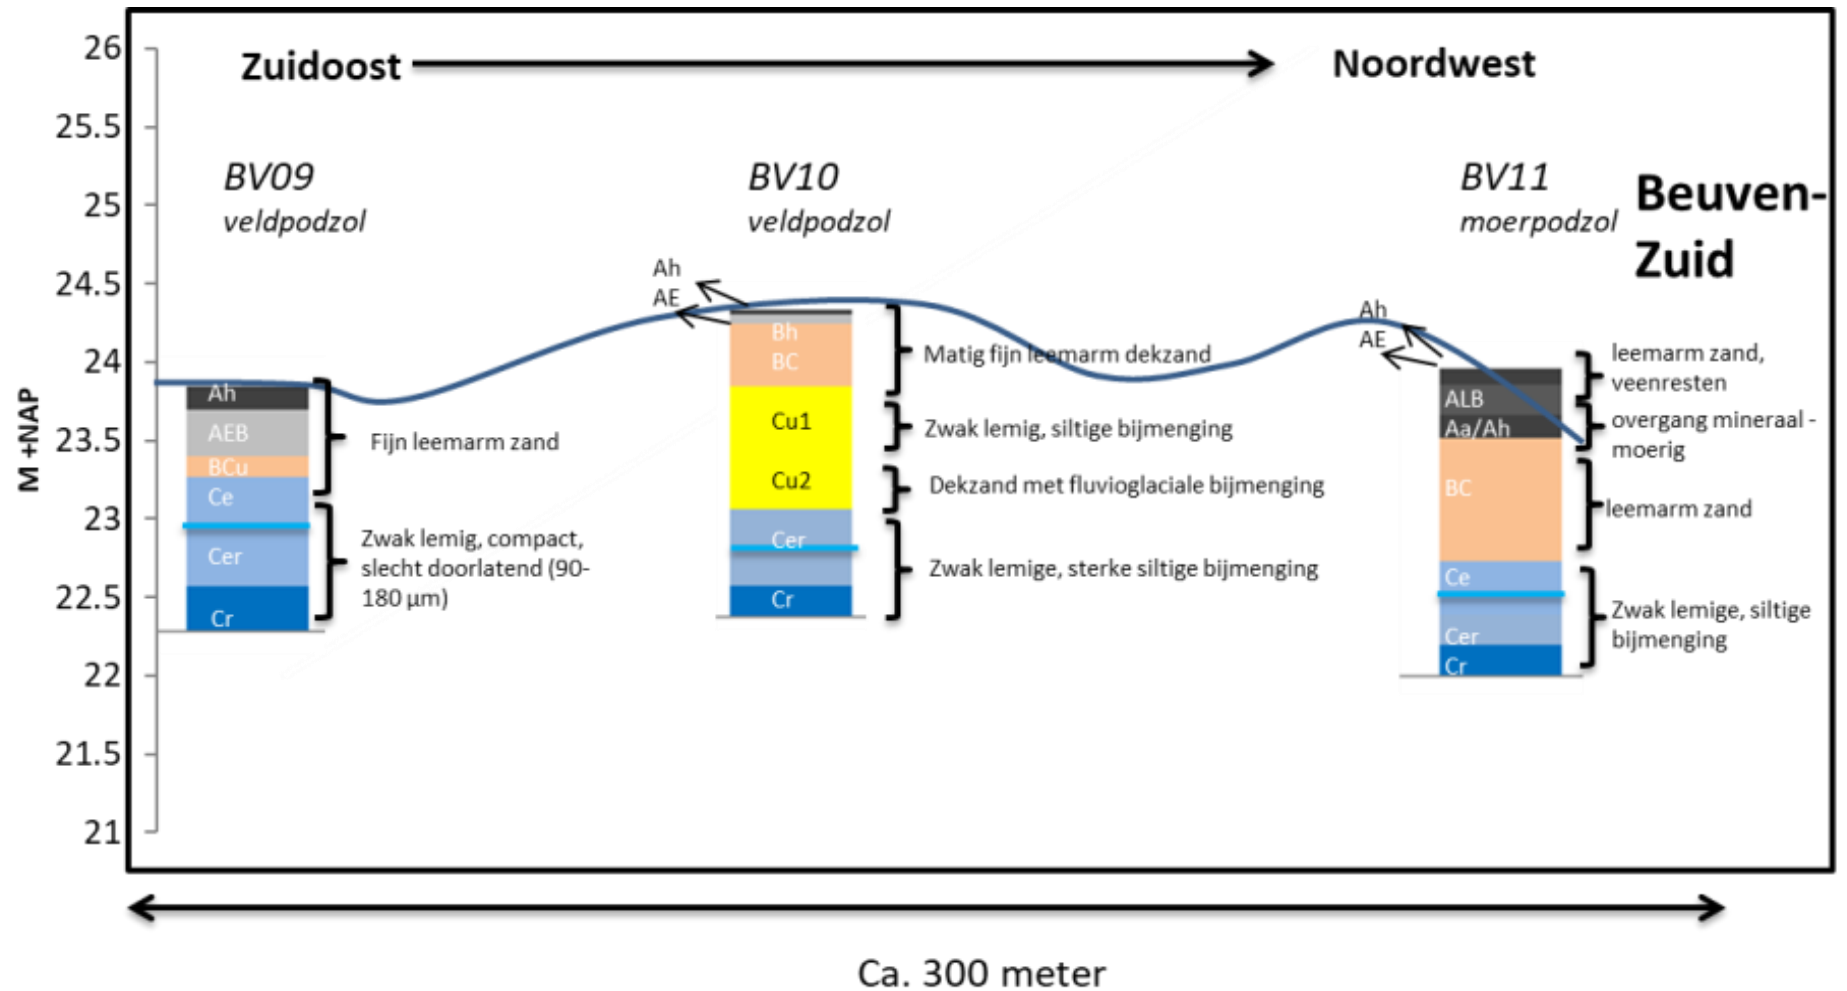 Zuidoost
Noordwest
26
25.5
25
24.5
24
23.5
23
22.5
22
21.5
21
M +NAP
BV09
veldpodzol
BV10
veldpodzol
BV11
moerpodzol
Beuven-
Zuid
Ah
AEB
BCu
Ce
Cer
Cr
Fijn leemarm zand
Zwak lemig, compact,
slecht doorlatend (90-
180 µm)
Ah
AE
Bh
BC
Cu1
Cu2
Cer
Cr
Matig fijn leemarm dekzand
Zwak lemig, siltige bijmenging
Dekzand met fluvioglaciale bijmenging
Zwak lemige, sterke siltige bijmenging
Ah
AE
ALB
Aa/Ah
BC
Ce
Cer
Cr
leemarm zand,
veenresten
overgang mineraal -
moerig
leemarm zand
Zwak lemige, siltige
bijmenging
Ca. 300 meter